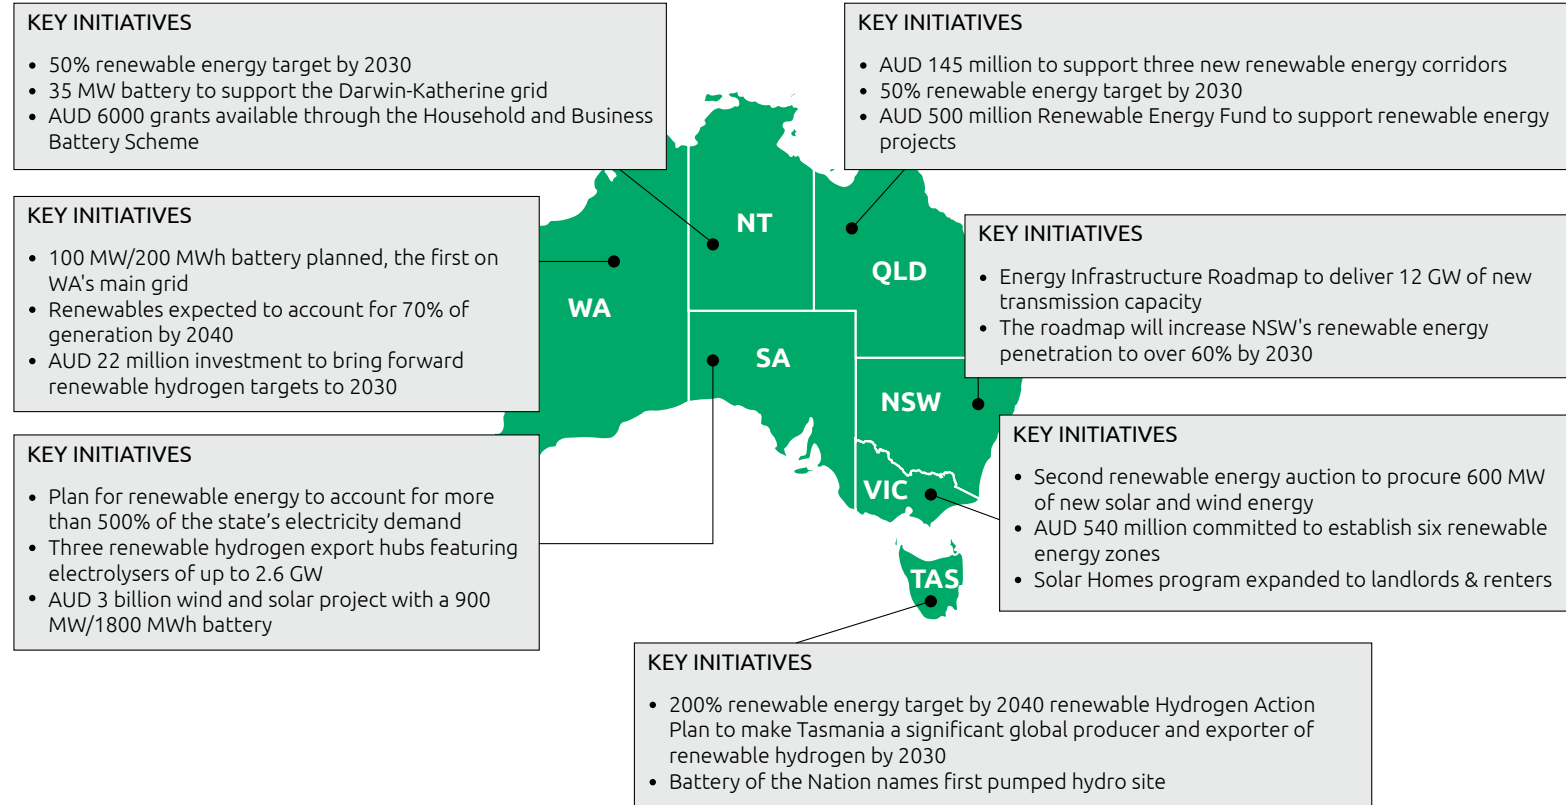 KEY INITIATIVES
• 50% renewable energy target by 2030
• 35 MW battery to support the Darwin-Katherine grid
• AUD 6000 grants available through the Household and Business
Battery Scheme
KEY INITIATIVES
• AUD 145 million to support three new renewable energy corridors
• 50% renewable energy target by 2030
• AUD 500 million Renewable Energy Fund to support renewable energy
projects
KEY INITIATIVES
• 100 MW/200 MWh battery planned, the first on
WA's main grid
• Renewables expected to account for 70% of
generation by 2040
• AUD 22 million investment to bring forward
renewable hydrogen targets to 2030
NT
QLD
WA
SA
NSW
VIC
TAS
KEY INITIATIVES
• Energy Infrastructure Roadmap to deliver 12 GW of new
transmission capacity
• The roadmap will increase NSW's renewable energy
penetration to over 60% by 2030
KEY INITIATIVES
• Plan for renewable energy to account for more
than 500% of the state’s electricity demand
• Three renewable hydrogen export hubs featuring
electrolysers of up to 2.6 GW
• AUD 3 billion wind and solar project with a 900
MW/1800 MWh battery
KEY INITIATIVES
• Second renewable energy auction to procure 600 MW
of new solar and wind energy
• AUD 540 million committed to establish six renewable
energy zones
• Solar Homes program expanded to landlords & renters
KEY INITIATIVES
• 200% renewable energy target by 2040 renewable Hydrogen Action
Plan to make Tasmania a significant global producer and exporter of
renewable hydrogen by 2030
• Battery of the Nation names first pumped hydro site